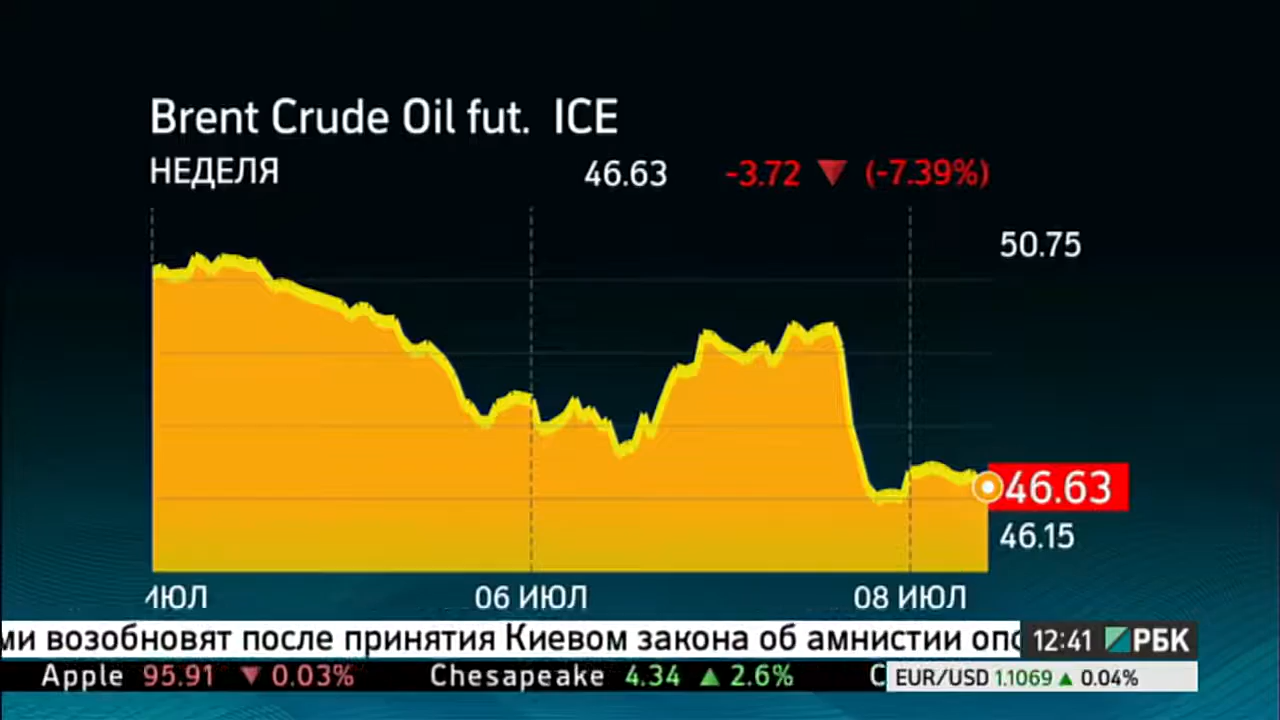 Brent Crude Oil fut. ICE
НЕДЕЛЯ 46.63 -3.72 ▼ (-7.39%)
50.75
46.63
46.15
ИЮЛ 06 ИЮЛ 08 ИЮЛ
ми возобновят после принятия Киевом закона об амнистии опо 12:41 РБК
Apple 95.91 ▼ 0.03% Chesapeake 4.34 ▲ 2.6% C EUR/USD 1.1069 ▲ 0.04%